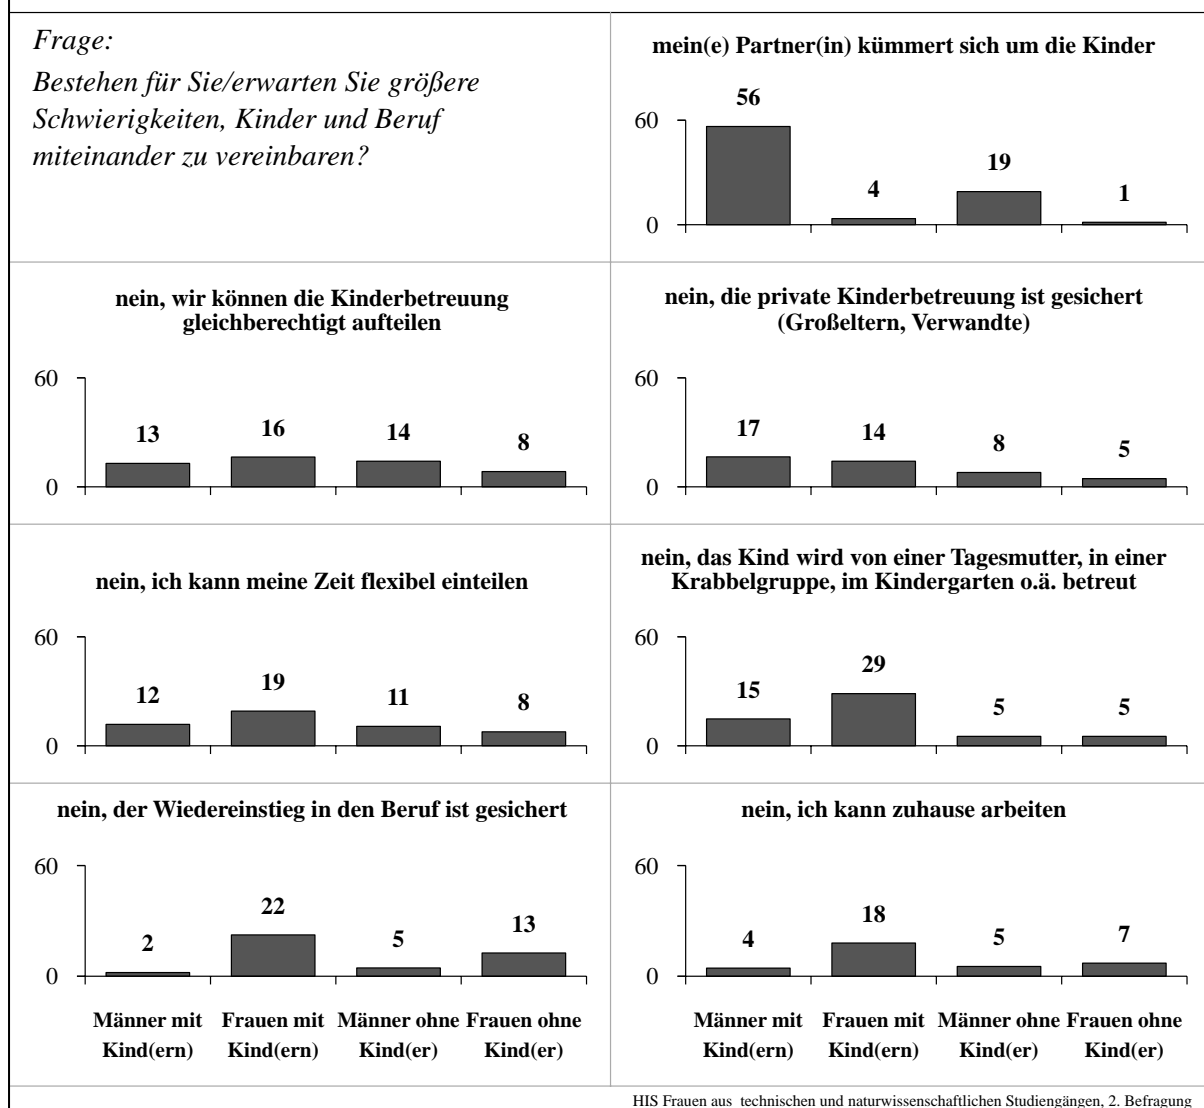 Frage:
Bestehen für Sie/erwarten Sie größere
Schwierigkeiten, Kinder und Beruf
miteinander zu vereinbaren?
mein(e) Partner(in) kümmert sich um die Kinder
60
0
56
4
19
1
nein, wir können die Kinderbetreuung
gleichberechtigt aufteilen
60
0
13
16
14
8
nein, die private Kinderbetreuung ist gesichert
(Großeltern, Verwandte)
60
0
17
14
8
5
nein, ich kann meine Zeit flexibel einteilen
60
0
12
19
11
8
nein, das Kind wird von einer Tagesmutter, in einer
Krabbelgruppe, im Kindergarten o.ä. betreut
60
0
15
29
5
5
nein, der Wiedereinstieg in den Beruf ist gesichert
60
0
2
22
5
13
Männer mit Frauen mit Männer ohne Frauen ohne
Kind(ern) Kind(ern) Kind(er) Kind(er)
nein, ich kann zuhause arbeiten
60
0
4
18
5
7
Männer mit Frauen mit Männer ohne Frauen ohne
Kind(ern) Kind(ern) Kind(er) Kind(er)
HIS Frauen aus technischen und naturwissenschaftlichen Studiengängen, 2. Befragung